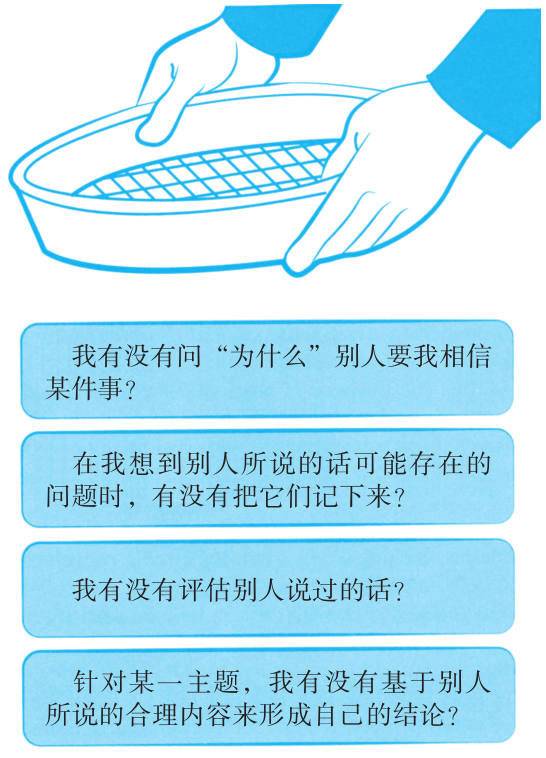 我有没有问“为什么”别人要我相信
某件事？
在我想到别人所说的话可能存在的
问题时，有没有把它们记下来？
我有没有评估别人说过的话？
针对某一主题，我有没有基于别人
所说的合理内容来形成自己的结论？